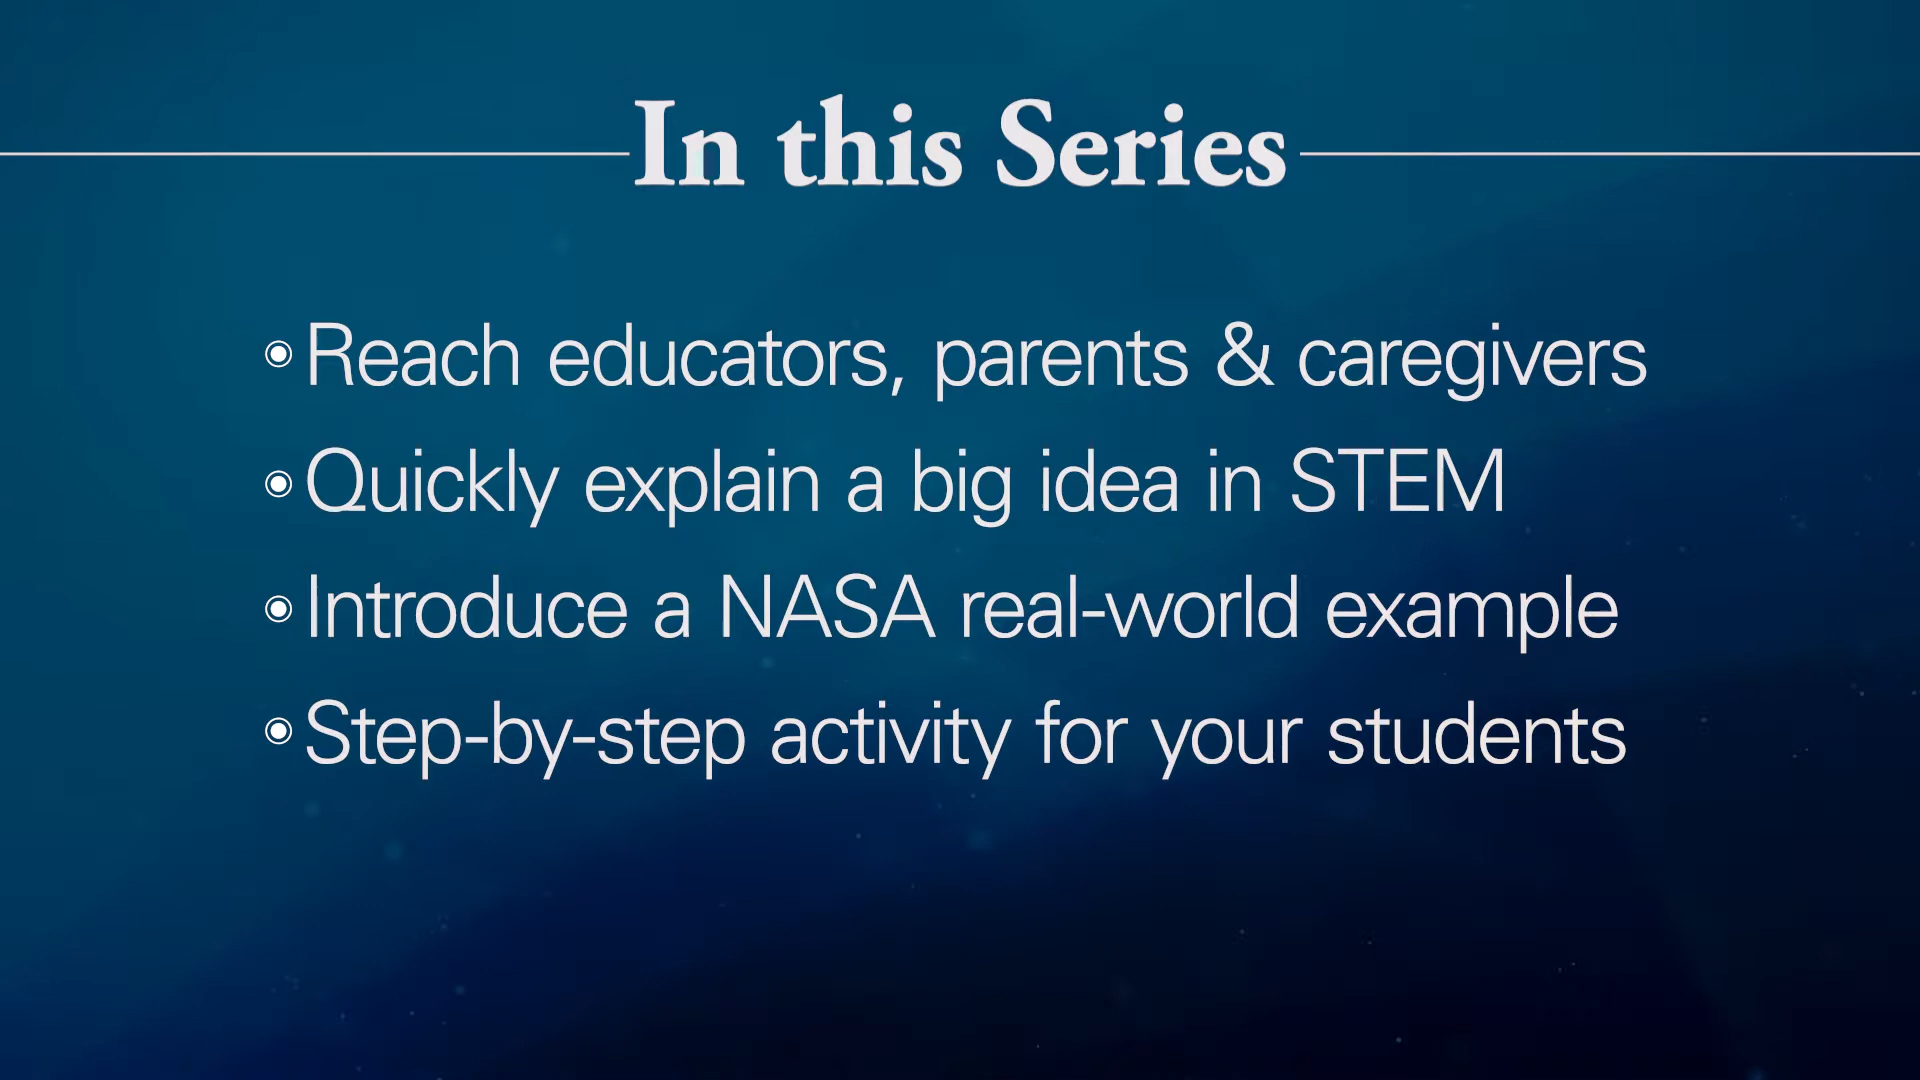 In this Series
Reach educators, parents & caregivers
Quickly explain a big idea in STEM
Introduce a NASA real-world example
Step-by-step activity for your students